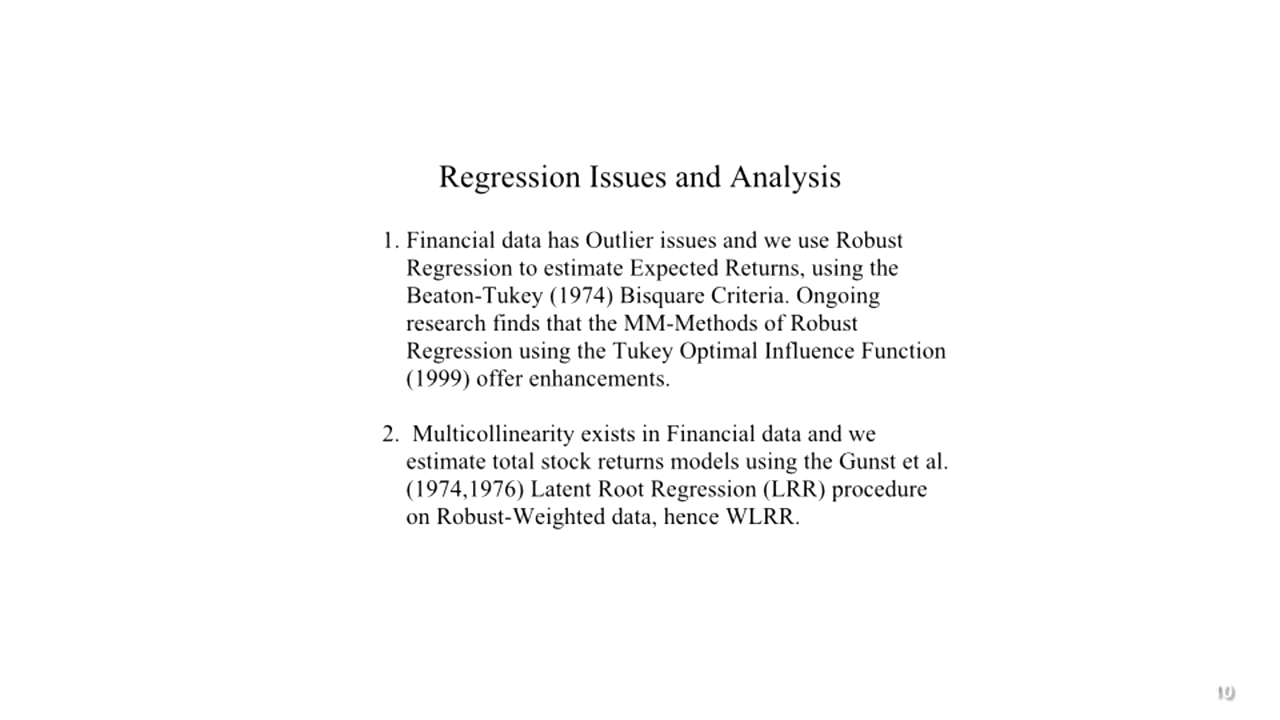 Regression Issues and Analysis
1. Financial data has Outlier issues and we use Robust
Regression to estimate Expected Returns, using the
Beaton-Tukey (1974) Bisquare Criteria. Ongoing
research finds that the MM-Methods of Robust
Regression using the Tukey Optimal Influence Function
(1999) offer enhancements.
2. Multicollinearity exists in Financial data and we
estimate total stock returns models using the Gunst et al.
(1974,1976) Latent Root Regression (LRR) procedure
on Robust-Weighted data, hence WLRR.
10